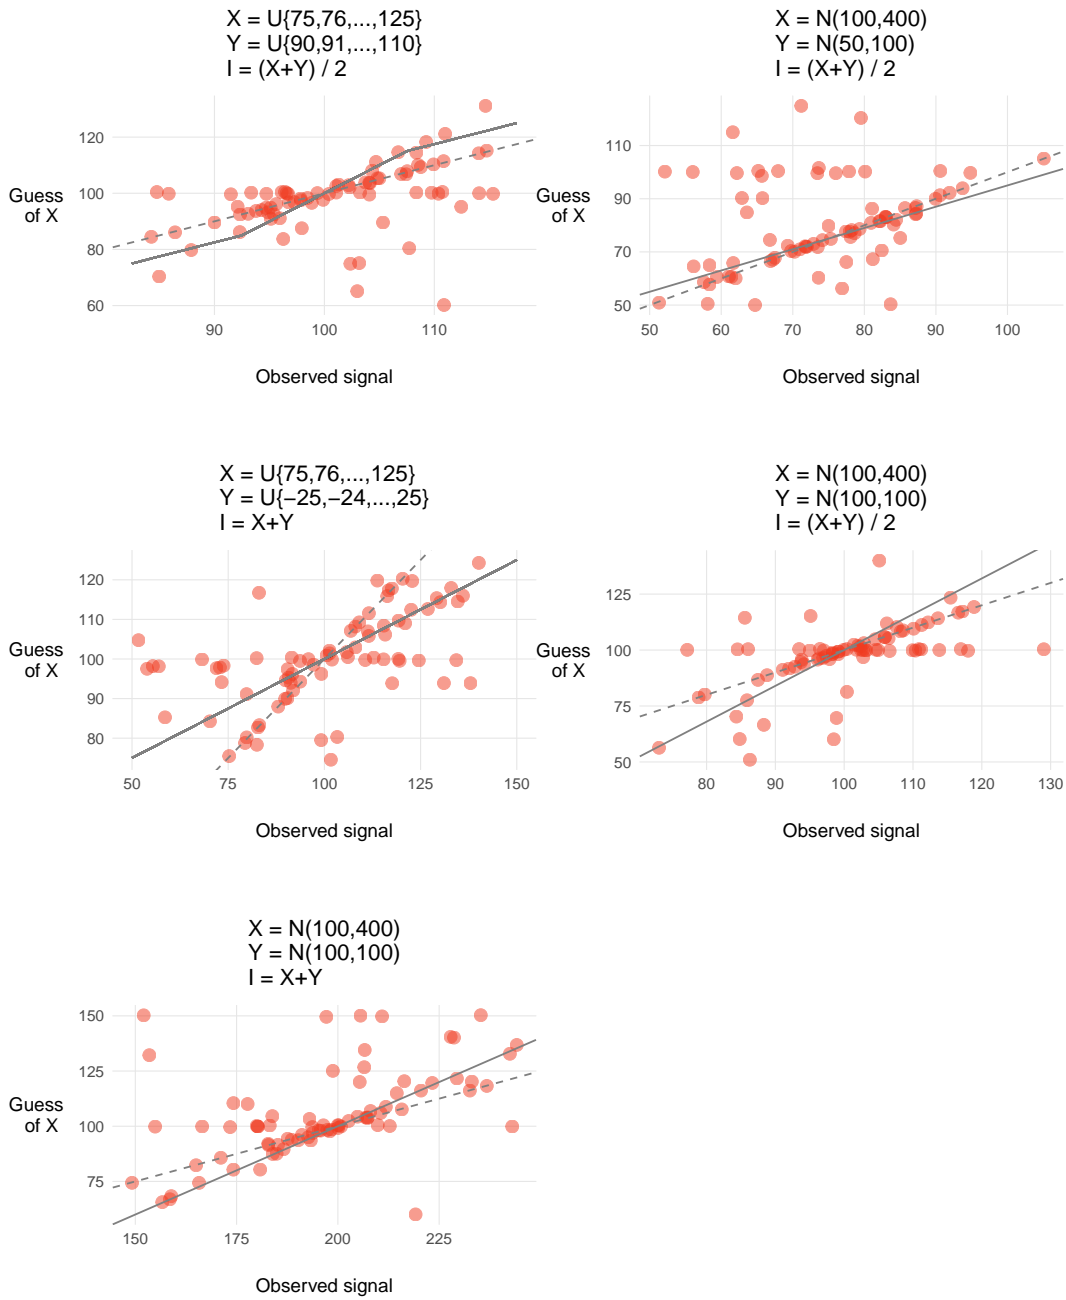 X = U{75,76,...,125}
Y = U{90,91,...,110}
I = (X+Y) / 2
120
100
80
60
Guess
of X
90
100
110
Observed signal
X = N(100,400)
Y = N(50,100)
I = (X+Y) / 2
110
90
70
50
Guess
of X
50
60
70
80
90
100
Observed signal
X = U{75,76,...,125}
Y = U{−25,−24,...,25}
I = X+Y
120
110
100
90
80
Guess
of X
50
75
100
125
150
Observed signal
X = N(100,400)
Y = N(100,100)
I = (X+Y) / 2
125
100
75
50
Guess
of X
80
90
100
110
120
130
Observed signal
X = N(100,400)
Y = N(100,100)
I = X+Y
150
125
100
75
Guess
of X
150
175
200
225
Observed signal